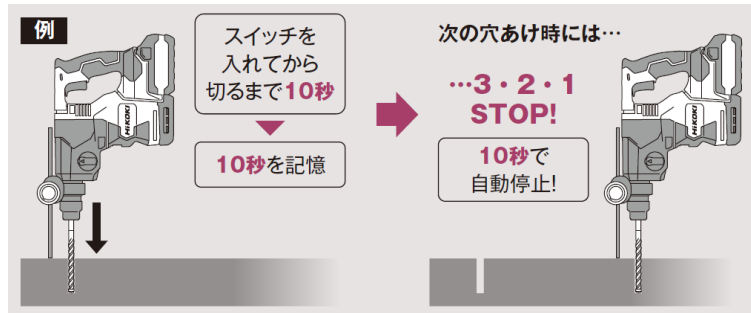 例
スイッチを
入れてから
切るまで10秒
10秒を記憶
HiKOKI
次の穴あけ時には…
…3・2・1
STOP!
10秒で
自動停止!
HiKOKI